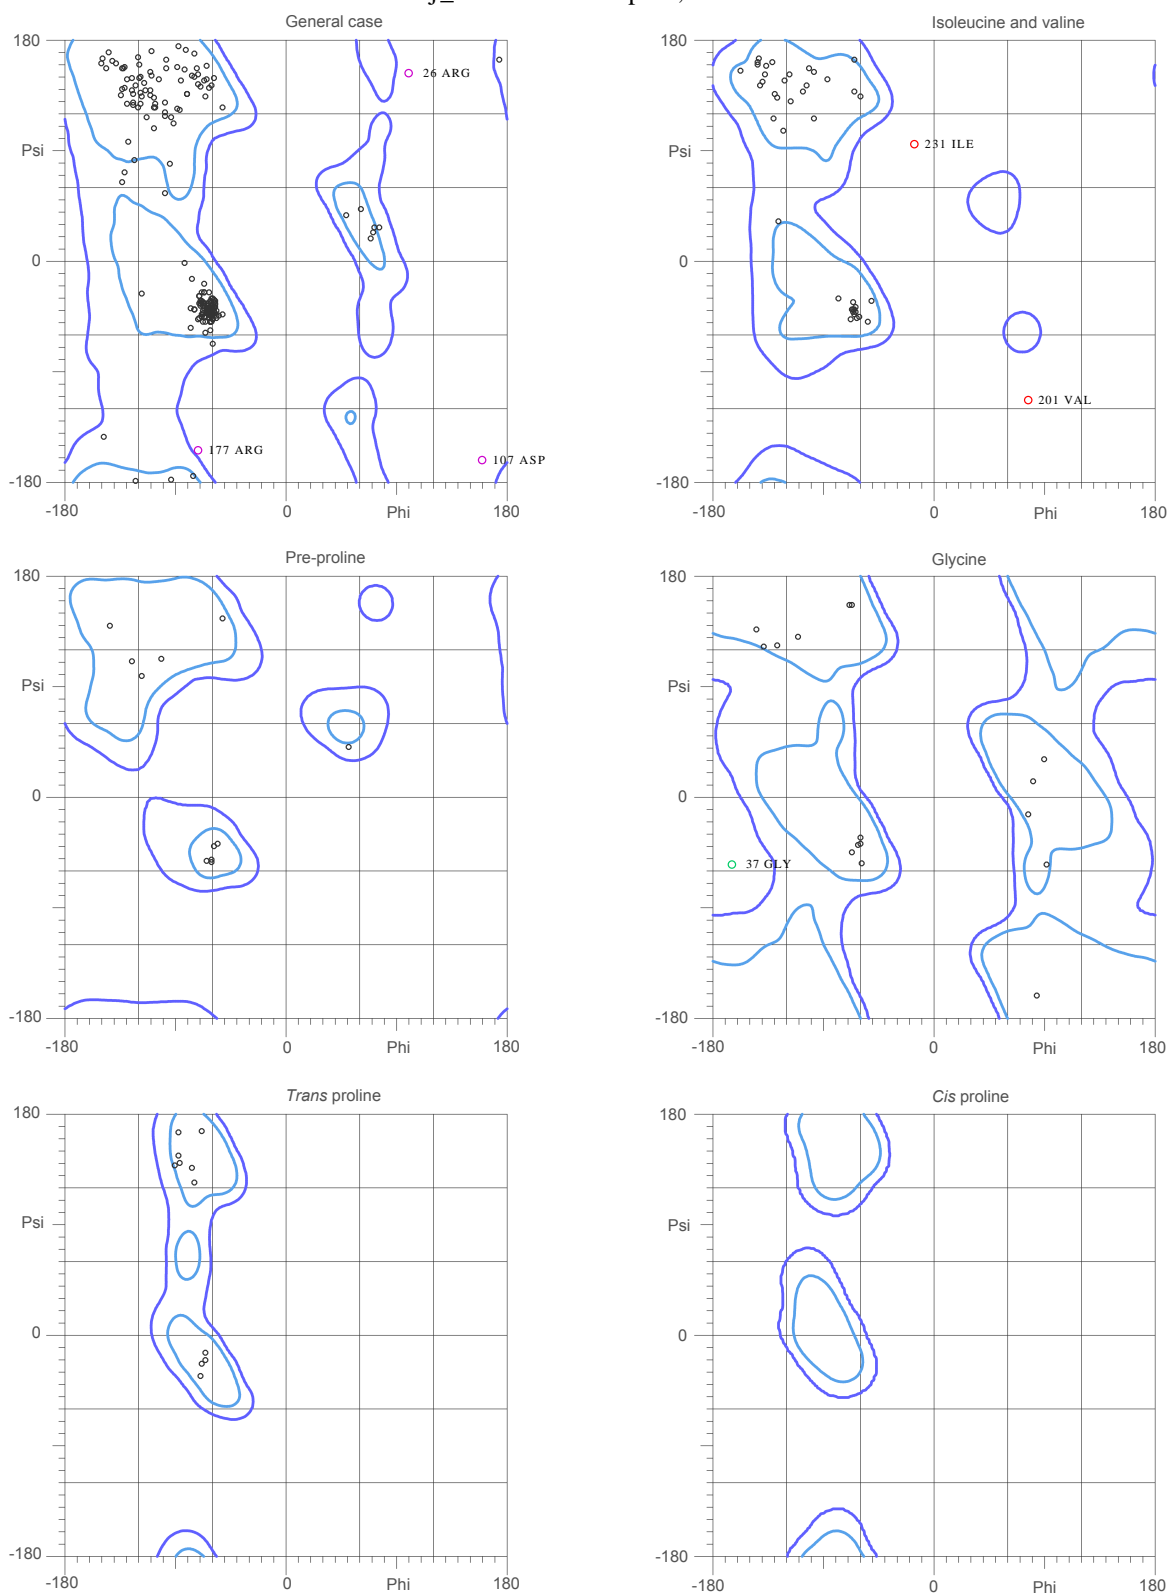 General case
Isoleucine and valine
180
26 ARG
Psi
0
177 ARG
107 ASP
-180
-180
0
Phi
180
180
231 ILE
Psi
0
201 VAL
-180
-180
0
Phi
180
Pre-proline
Glycine
180
Psi
0
-180
-180
0
Phi
180
180
Psi
0
37 GLY
-180
-180
0
Phi
180
Trans proline
Cis proline
180
Psi
0
-180
-180
0
Phi
180
180
Psi
0
-180
-180
0
Phi
180